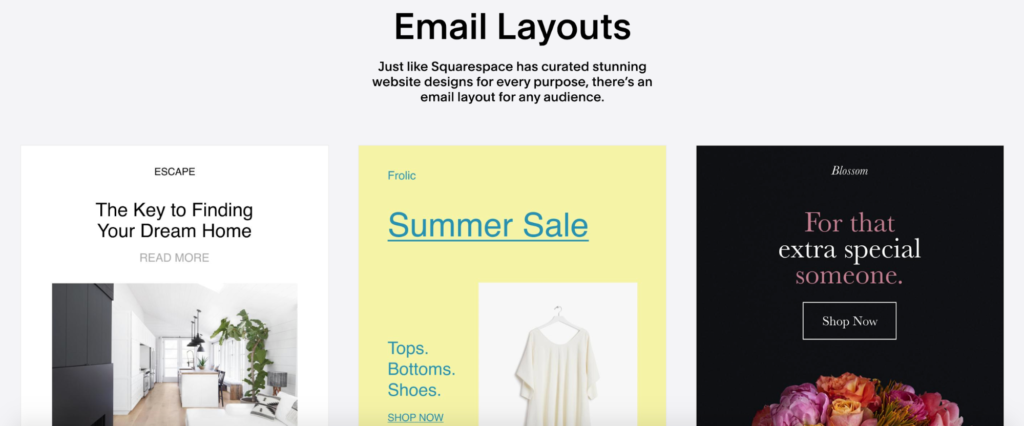 Email Layouts
Just like Squarespace has curated stunning
website designs for every purpose, there’s an
email layout for any audience.
ESCAPE
The Key to Finding
Your Dream Home
READ MORE
Frolic
Summer Sale
Tops.
Bottoms.
Shoes.
SHOP NOW
Blossom
For that
extra special
someone.
Shop Now